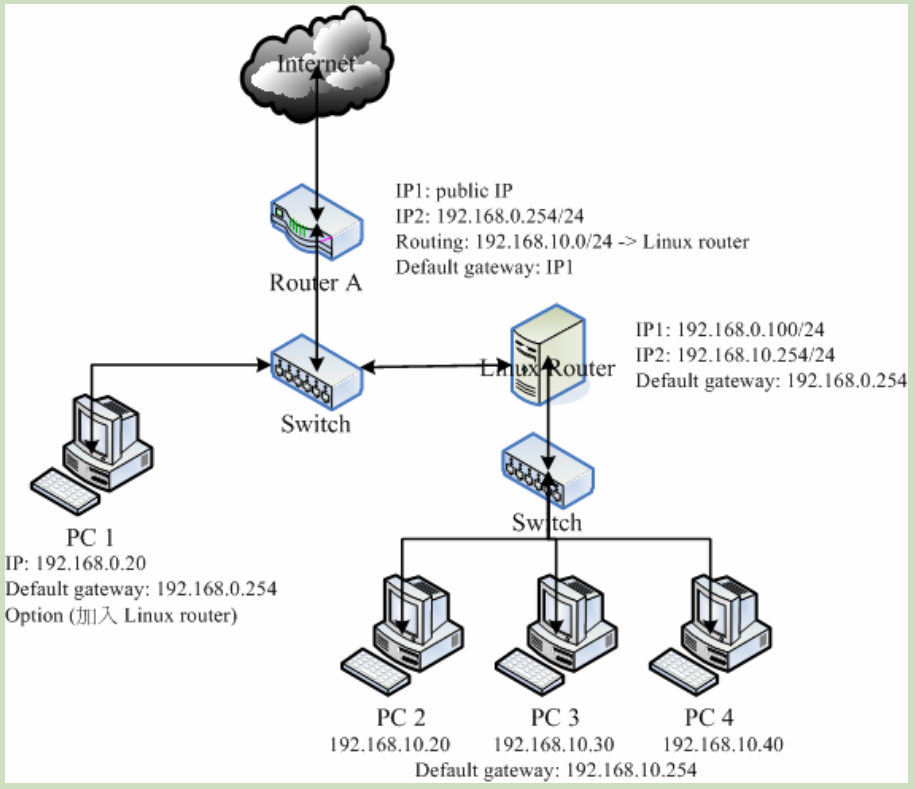 Internet
IP1: public IP
IP2: 192.168.0.254/24
Routing: 192.168.10.0/24 -> Linux router
Default gateway: IP1
Router A
IP1: 192.168.0.100/24
IP2: 192.168.10.254/24
Default gateway: 192.168.0.254
Linux Router
Switch
Switch
PC 1
IP: 192.168.0.20
Default gateway: 192.168.0.254
Option (加入 Linux router)
PC 2
192.168.10.20
PC 3
192.168.10.30
PC 4
192.168.10.40
Default gateway: 192.168.10.254